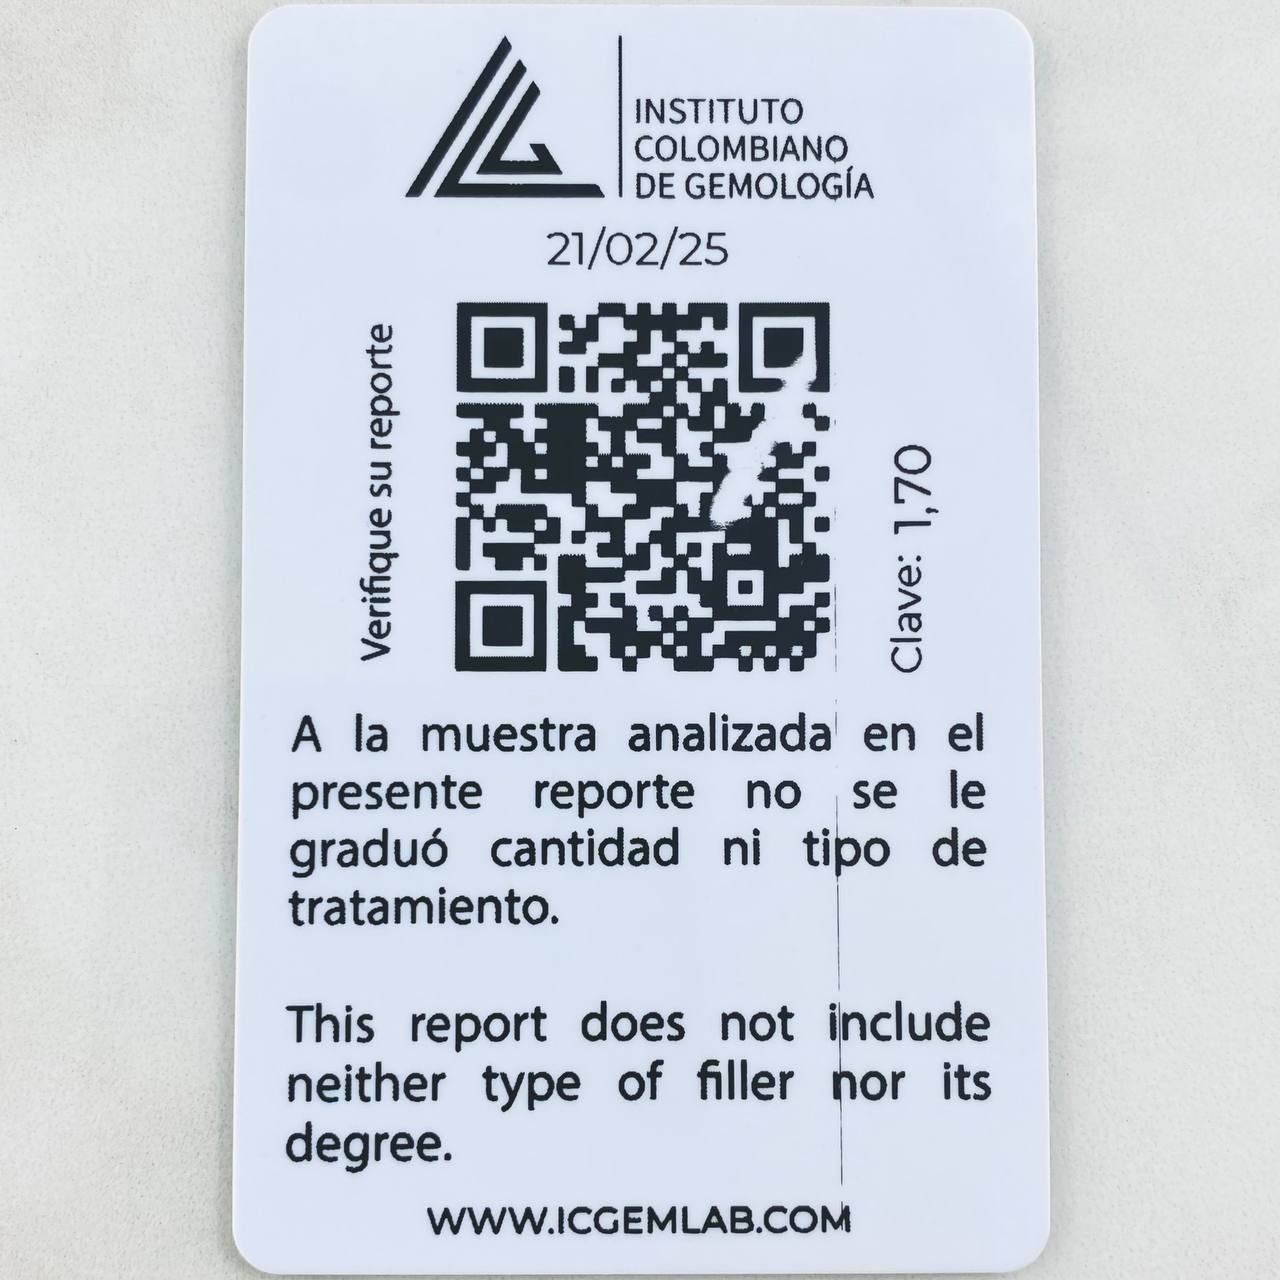 INSTITUTO
COLOMBIANO
DE GEMOLOGÍA
21/02/25
Verifique su reporte
Clave: 1,70
A la muestra analizada en el
presente reporte no se le
graduó cantidad ni tipo de
tratamiento.
This report does not include
neither type of filler nor its
degree.
WWW.ICGEMLAB.COM